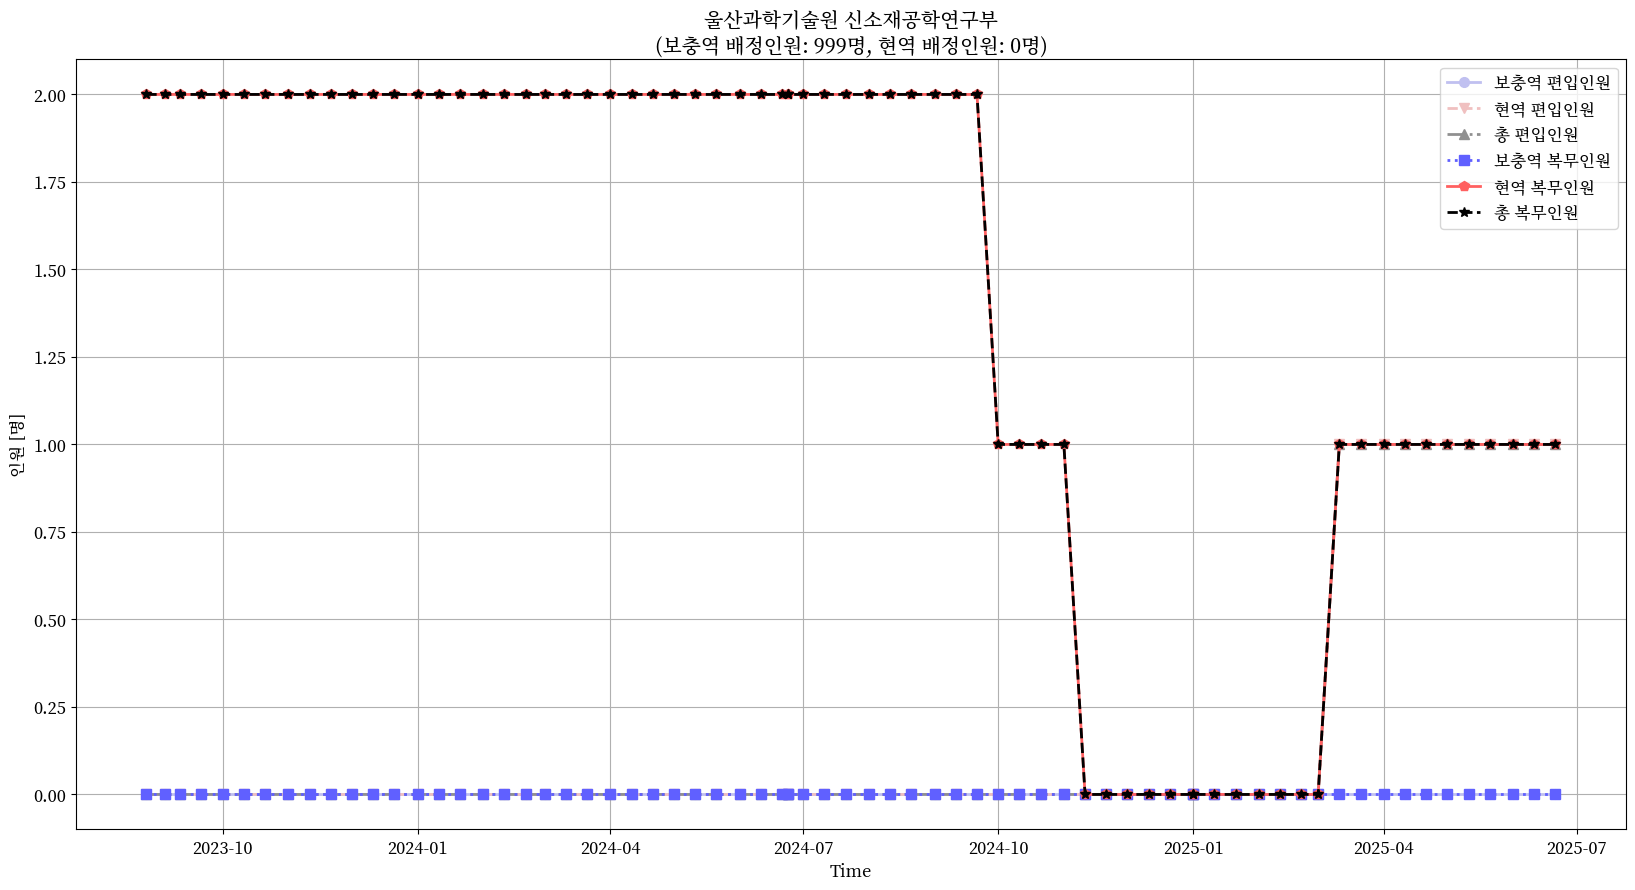 울산과학기술원 신소재공학연구부
(보충역 배정인원: 999명, 현역 배정인원: 0명)
보충역 편입인원
현역 편입인원
총 편입인원
보충역 복무인원
현역 복무인원
총 복무인원
인원 [명]
2.00
1.75
1.50
1.25
1.00
0.75
0.50
0.25
0.00
2023-10
2024-01
2024-04
2024-07
2024-10
2025-01
2025-04
2025-07
Time